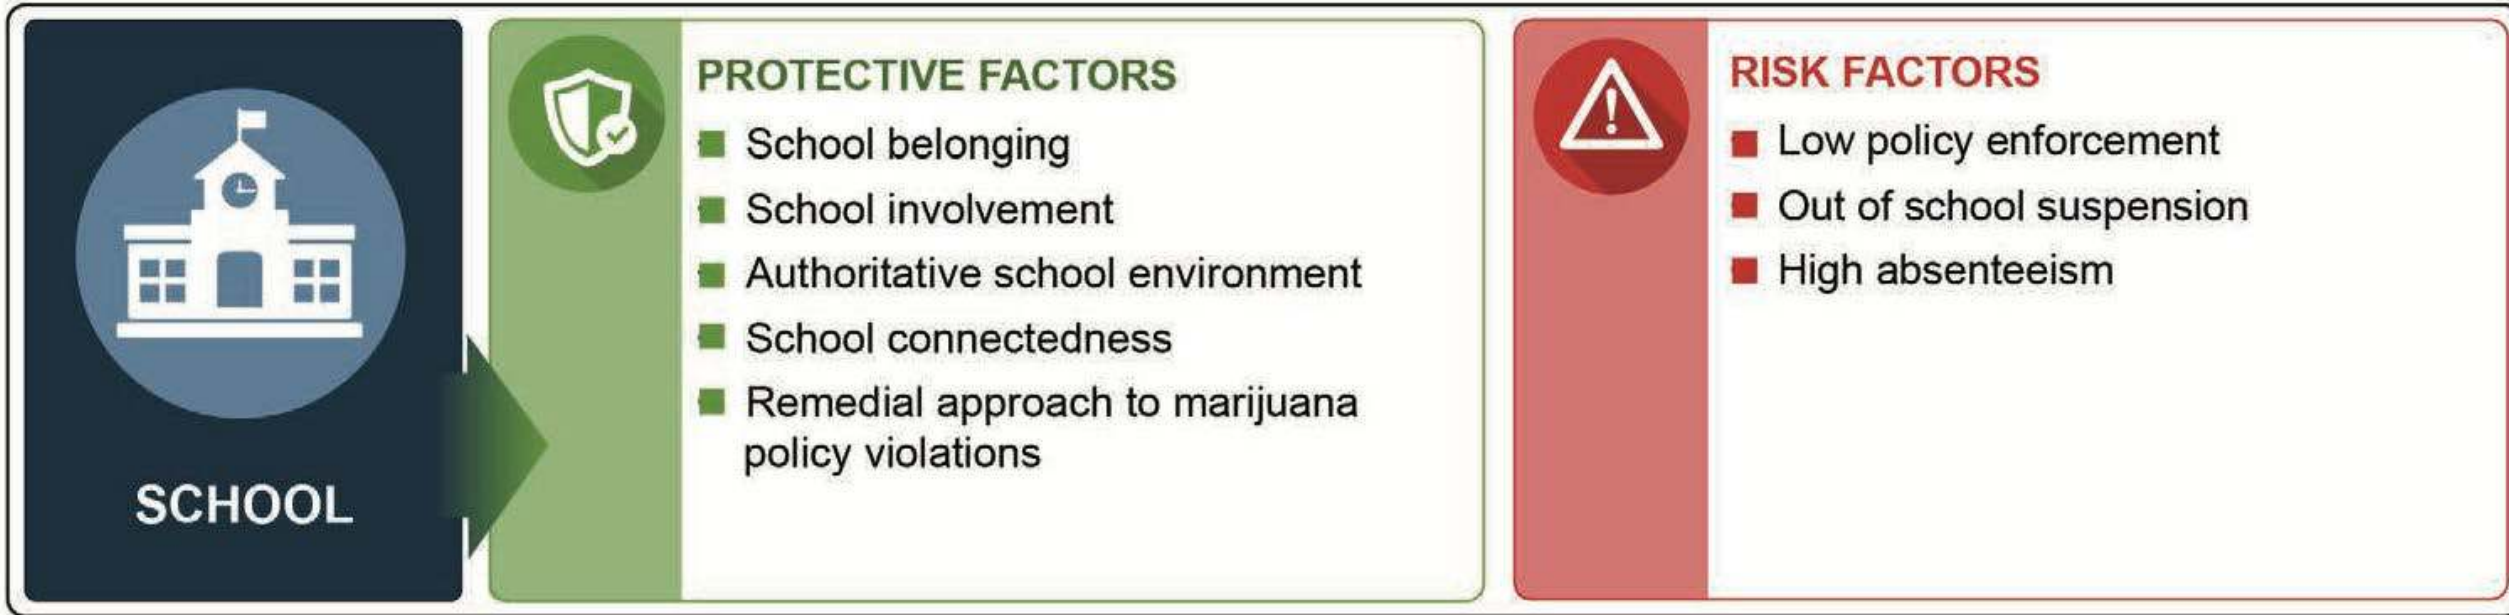 SCHOOL
PROTECTIVE FACTORS
School belonging
School involvement
Authoritative school environment
School connectedness
Remedial approach to marijuana
policy violations
RISK FACTORS
Low policy enforcement
Out of school suspension
High absenteeism